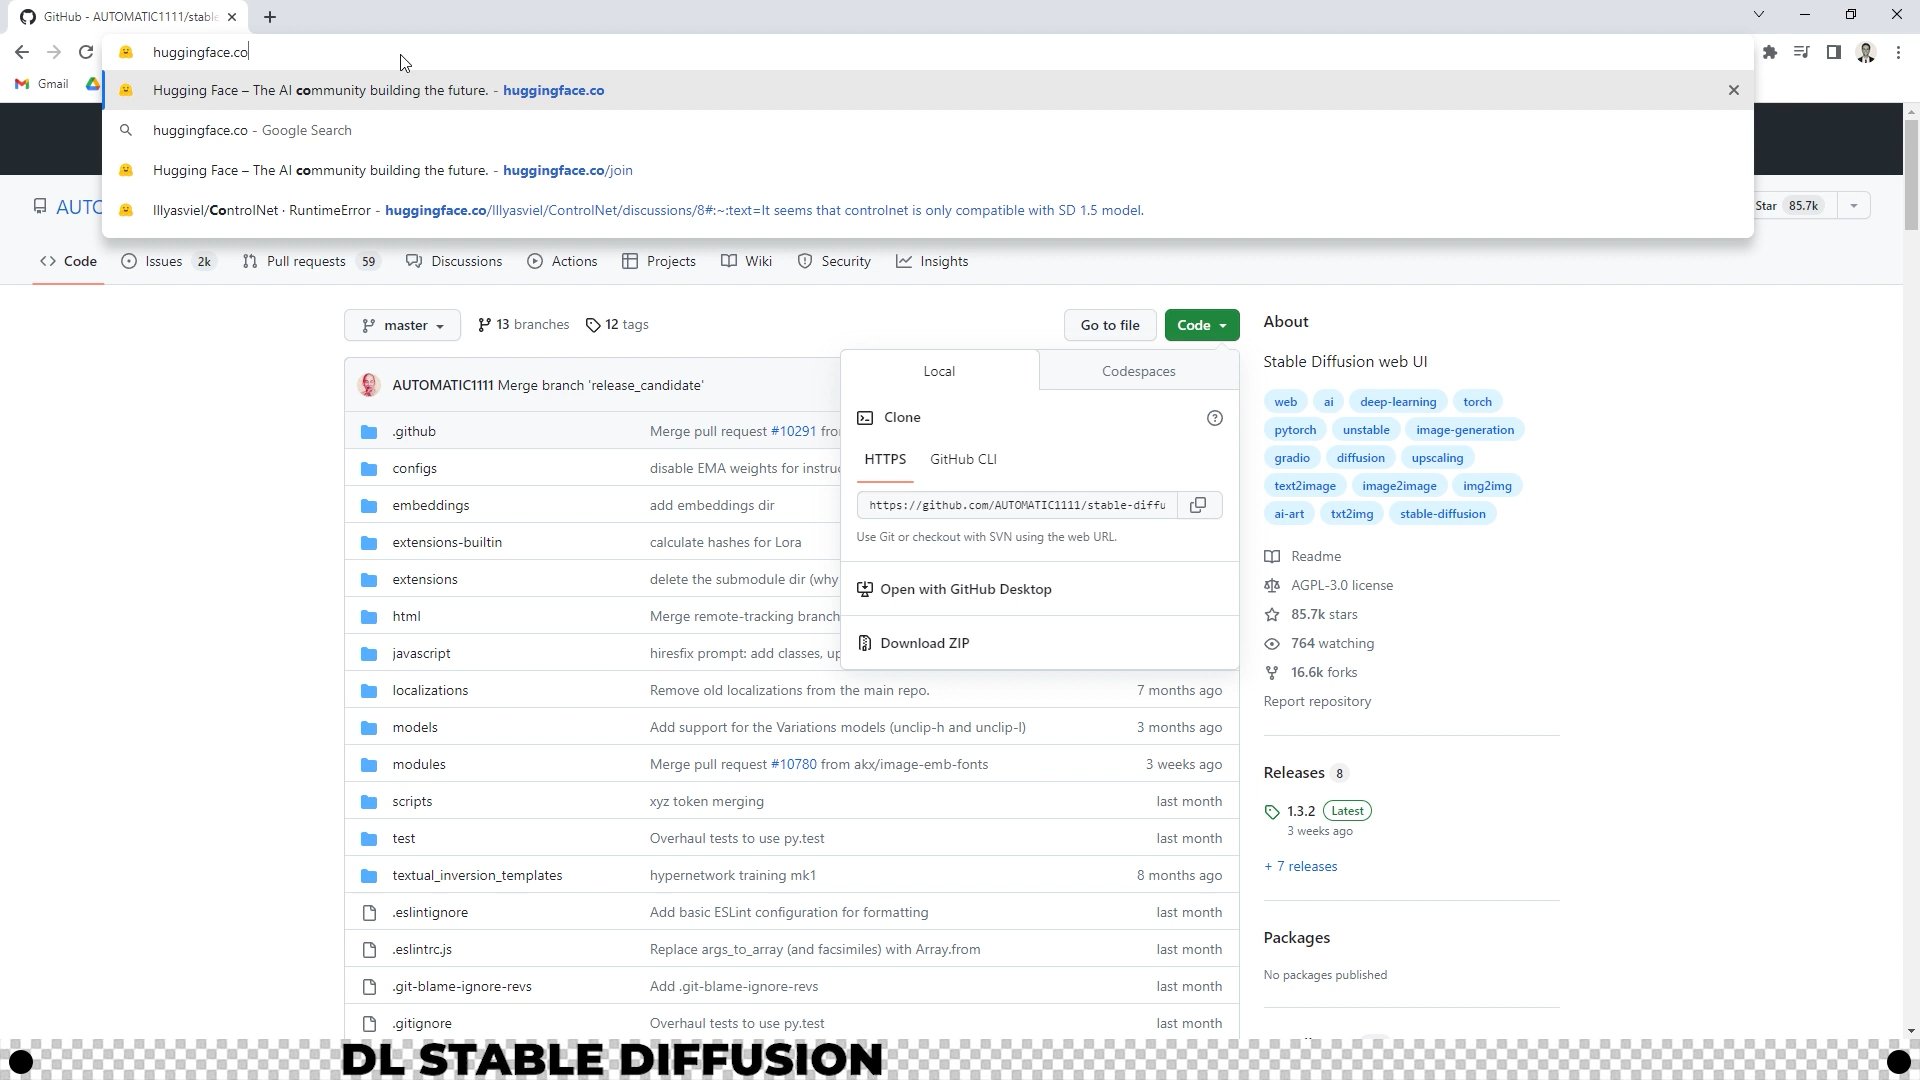 GitHub - AUTOMATIC1111/stable
huggingface.co
Gmail
Hugging Face – The AI community building the future. - huggingface.co
huggingface.co - Google Search
Hugging Face – The AI community building the future. - huggingface.co/join
lllyasviel/ControlNet · RuntimeError - huggingface.co/lllyasviel/ControlNet/discussions/8#:~:text=It seems that controlnet is only compatible with SD 1.5 model.
AUTO
Star 85.7k
Code Issues 2k Pull requests 59 Discussions Actions Projects Wiki Security Insights
master 13 branches 12 tags Go to file Code
Local Codespaces
Clone
HTTPS GitHub CLI
https://github.com/AUTOMATIC1111/stable-diffu
Use Git or checkout with SVN using the web URL.
Open with GitHub Desktop
Download ZIP
AUTOMATIC1111 Merge branch 'release_candidate'
.github Merge pull request #10291 fro
configs disable EMA weights for instru
embeddings add embeddings dir
extensions-builtin calculate hashes for Lora
extensions delete the submodule dir (why
html Merge remote-tracking branch
javascript hiresfix prompt: add classes, up
localizations Remove old localizations from the main repo. 7 months ago
models Add support for the Variations models (unclip-h and unclip-l) 3 months ago
modules Merge pull request #10780 from akx/image-emb-fonts 3 weeks ago
scripts xyz token merging last month
test Overhaul tests to use py.test last month
textual_inversion_templates hypernetwork training mk1 8 months ago
.eslintignore Add basic ESLint configuration for formatting last month
.eslintrc.js Replace args_to_array (and facsimiles) with Array.from last month
.git-blame-ignore-revs Add .git-blame-ignore-revs last month
.gitignore Overhaul tests to use py.test last month
About
Stable Diffusion web UI
web ai deep-learning torch
pytorch unstable image-generation
gradio diffusion upscaling
text2image image2image img2img
ai-art txt2img stable-diffusion
Readme
AGPL-3.0 license
85.7k stars
764 watching
16.6k forks
Report repository
Releases 8
1.3.2 Latest
3 weeks ago
+ 7 releases
Packages
No packages published
DL STABLE DIFFUSION